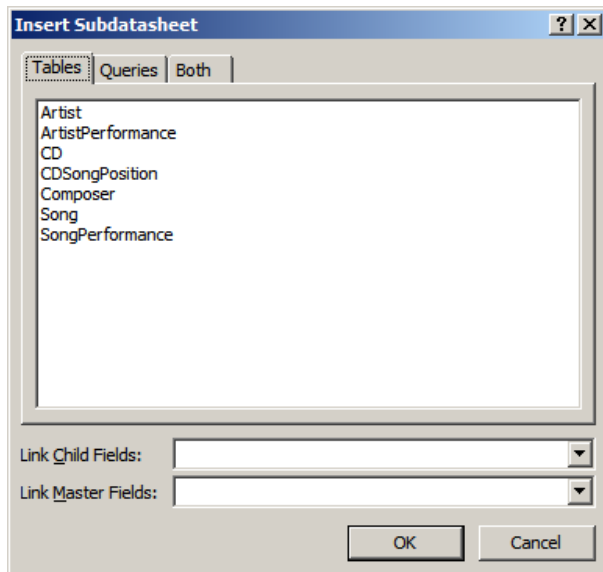 Insert Subdatasheet
Tables Queries Both
Artist
ArtistPerformance
CD
CDSongPosition
Composer
Song
SongPerformance
Link Child Fields:
Link Master Fields:
OK Cancel